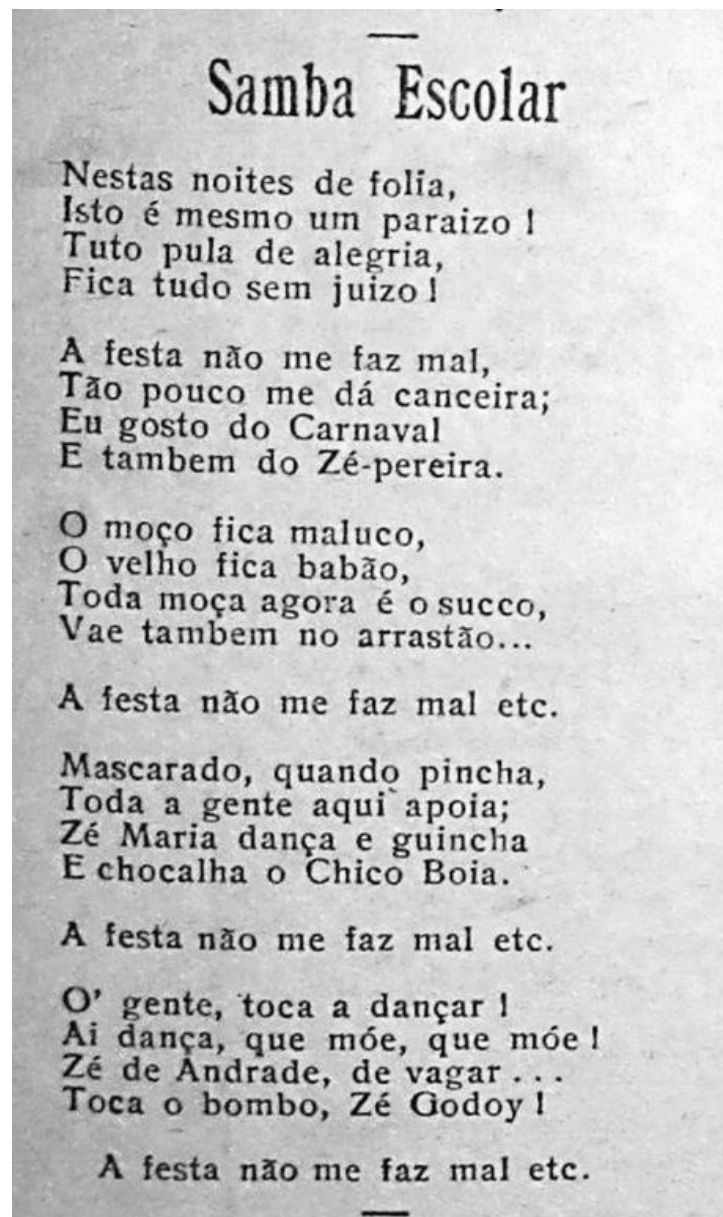 Samba Escolar
Nestas noites de folia,
Isto é mesmo um paraizo !
Tuto pula de alegria,
Fica tudo sem juizo !
A festa não me faz mal,
Tão pouco me dá canceira;
Eu gosto do Carnaval
E tambem do Zé-pereira.
O moço fica maluco,
O velho fica babão,
Toda moça agora é o succo,
Vae tambem no arrastão...
A festa não me faz mal etc.
Mascarado, quando pincha,
Toda a gente aqui apoia;
Zé Maria dança e guincha
E chocalha o Chico Boia.
A festa não me faz mal etc.
O' gente, toca a dançar !
Ai dança, que móe, que móe !
Zé de Andrade, de vagar . . .
Toca o bombo, Zé Godoy !
A festa não me faz mal etc.